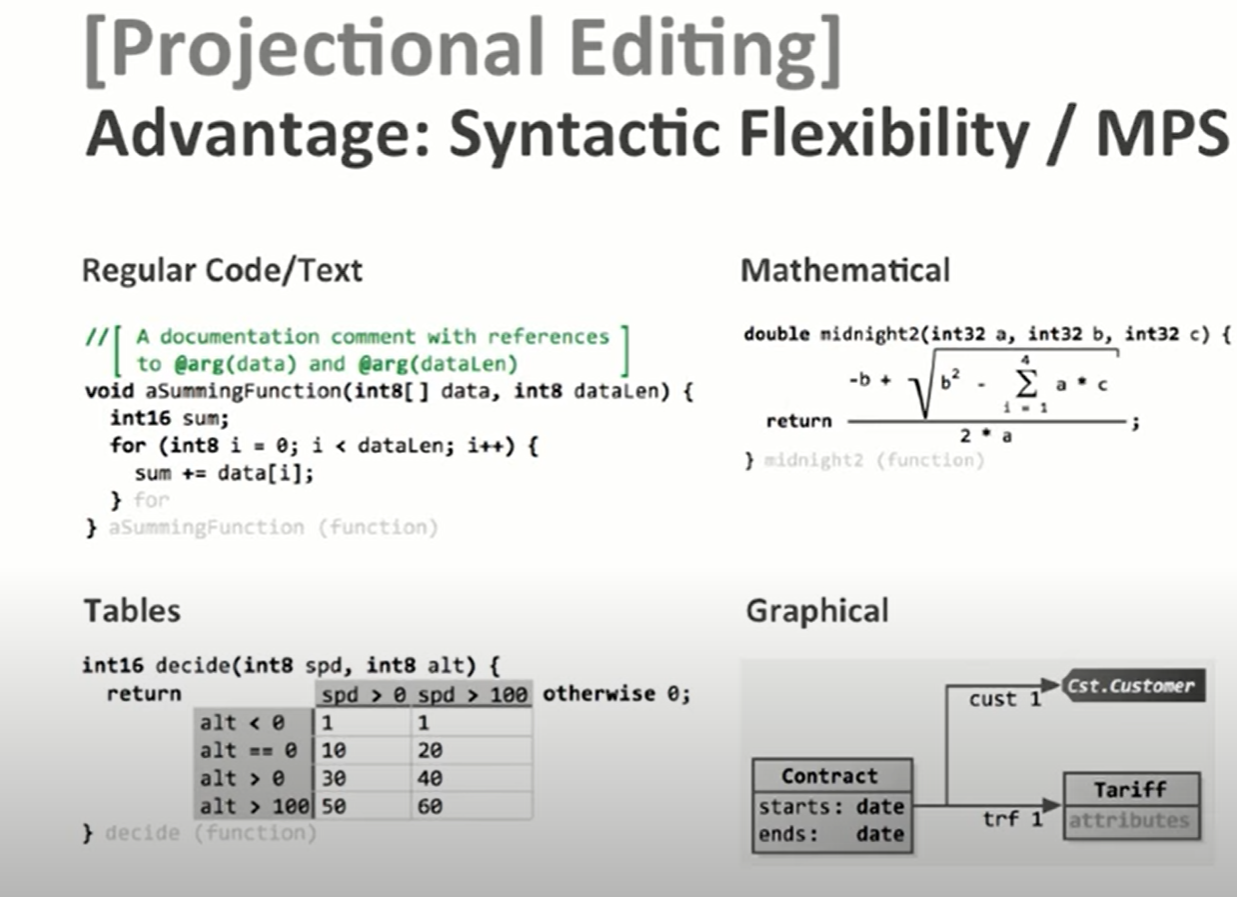 [Projectional Editing]
Advantage: Syntactic Flexibility / MPS
Regular Code/Text
//[ A documentation comment with references ]
to @arg(data) and @arg(dataLen)
void aSummingFunction(int8[] data, int8 dataLen) {
int16 sum;
for (int8 i = 0; i < dataLen; i++) {
sum += data[i];
} for
} aSummingFunction (function)
Mathematical
double midnight2(int32 a, int32 b, int32 c) {
4
-b + √ b² - ∑ a * c
i = 1
return ;
2 * a
} midnight2 (function)
Tables
int16 decide(int8 spd, int8 alt) {
return spd > 0 spd > 100 otherwise 0;
alt < 0 1 1
alt == 0 10 20
alt > 0 30 40
alt > 100 50 60
} decide (function)
Graphical
Cst.Customer
cust 1
Contract
starts: date
ends: date
trf 1
Tariff
attributes